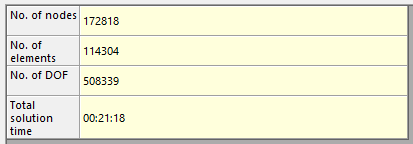 No. of nodes 172818
No. of
elements 114304
No. of DOF 508339
Total
solution
time 00:21:18